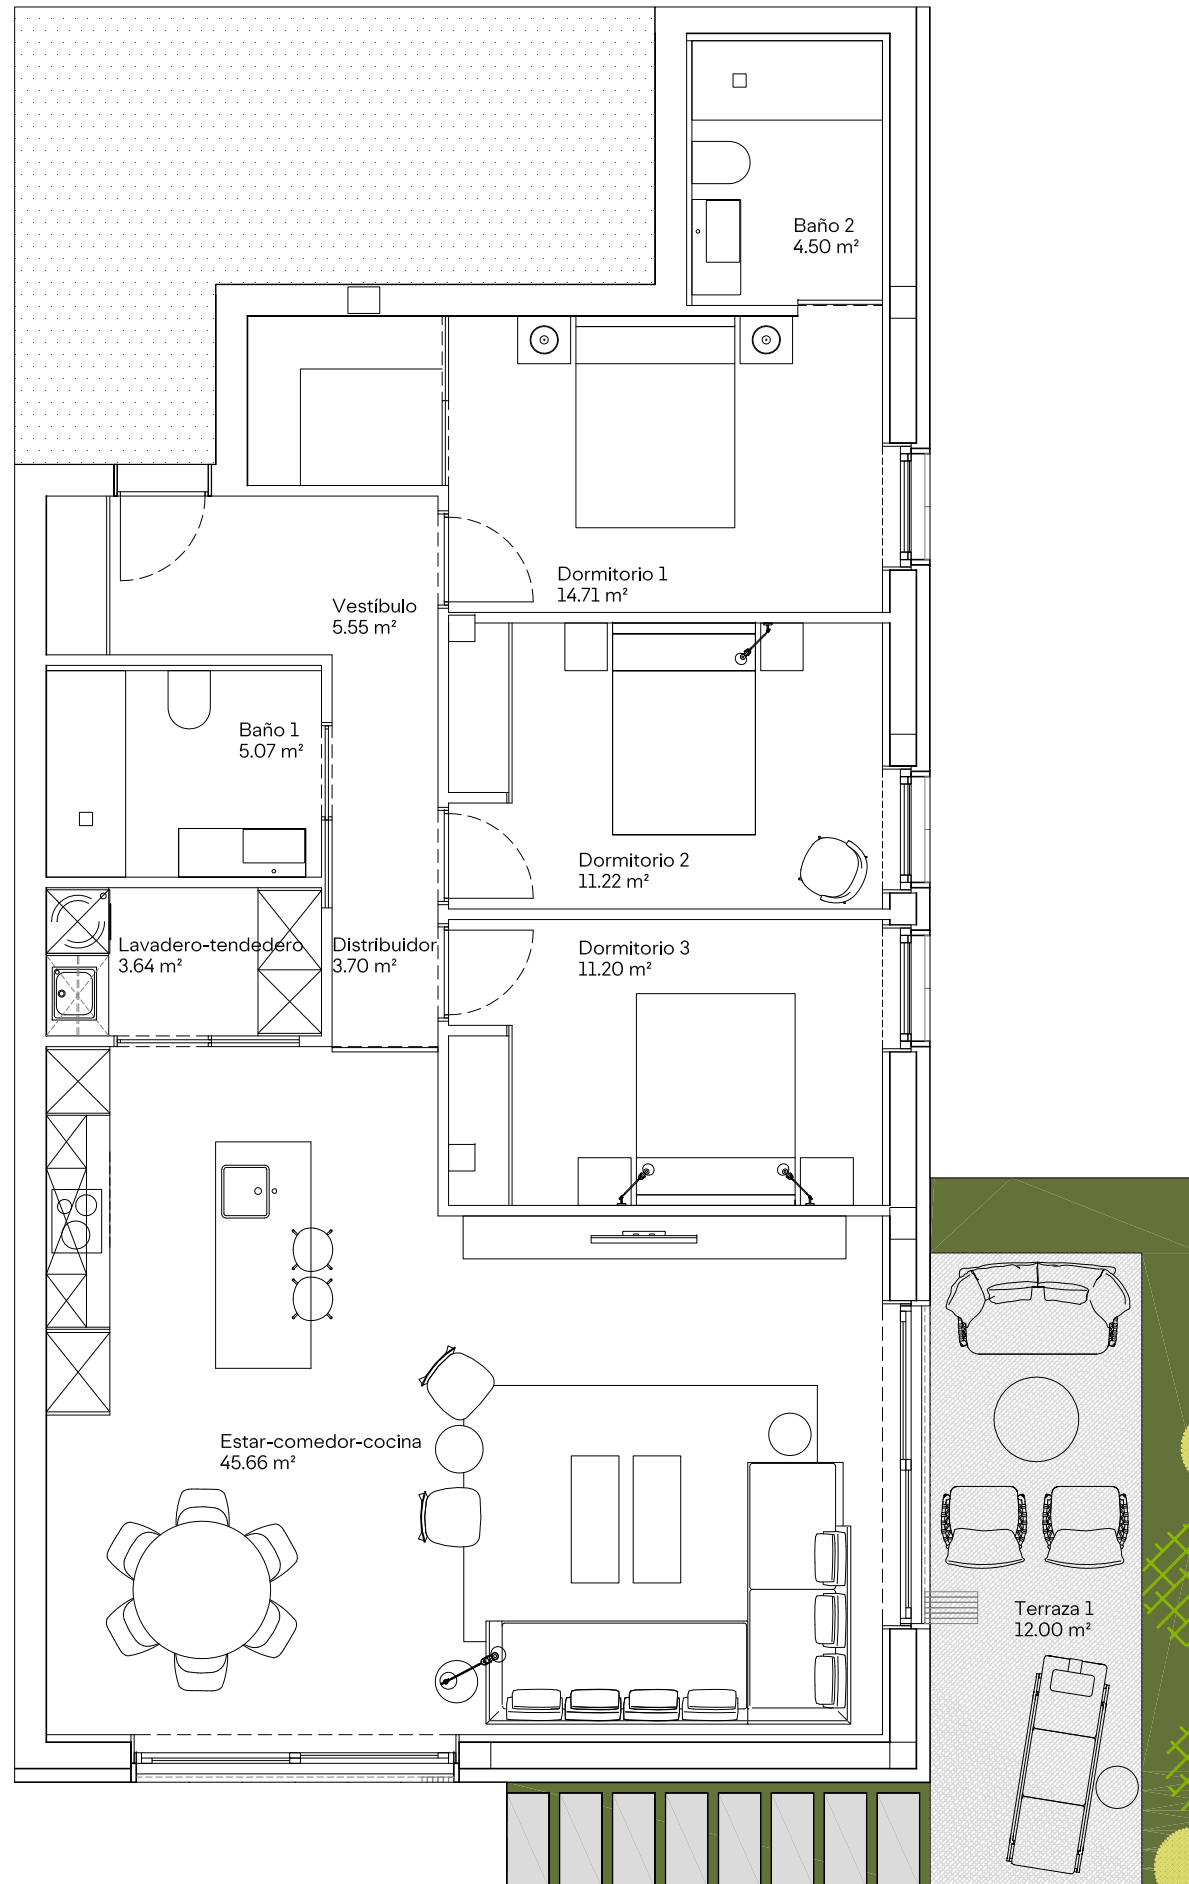 Baño 2
4.50 m²
Dormitorio 1
14.71 m²
Vestíbulo
5.55 m²
Baño 1
5.07 m²
Dormitorio 2
11.22 m²
Lavadero-tendedero
3.64 m²
Distribuidor
3.70 m²
Dormitorio 3
11.20 m²
Estar-comedor-cocina
45.66 m²
Terraza 1
12.00 m²